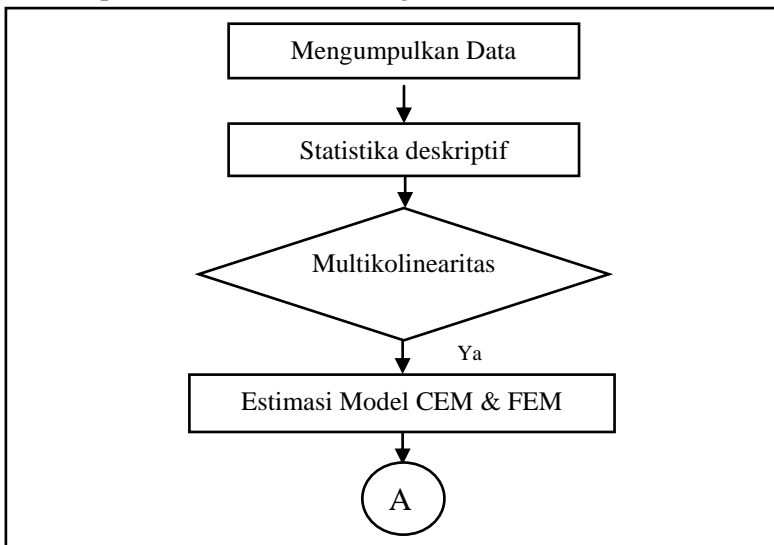 Mengumpulkan Data
Statistika deskriptif
Multikolinearitas
Ya
Estimasi Model CEM & FEM
A